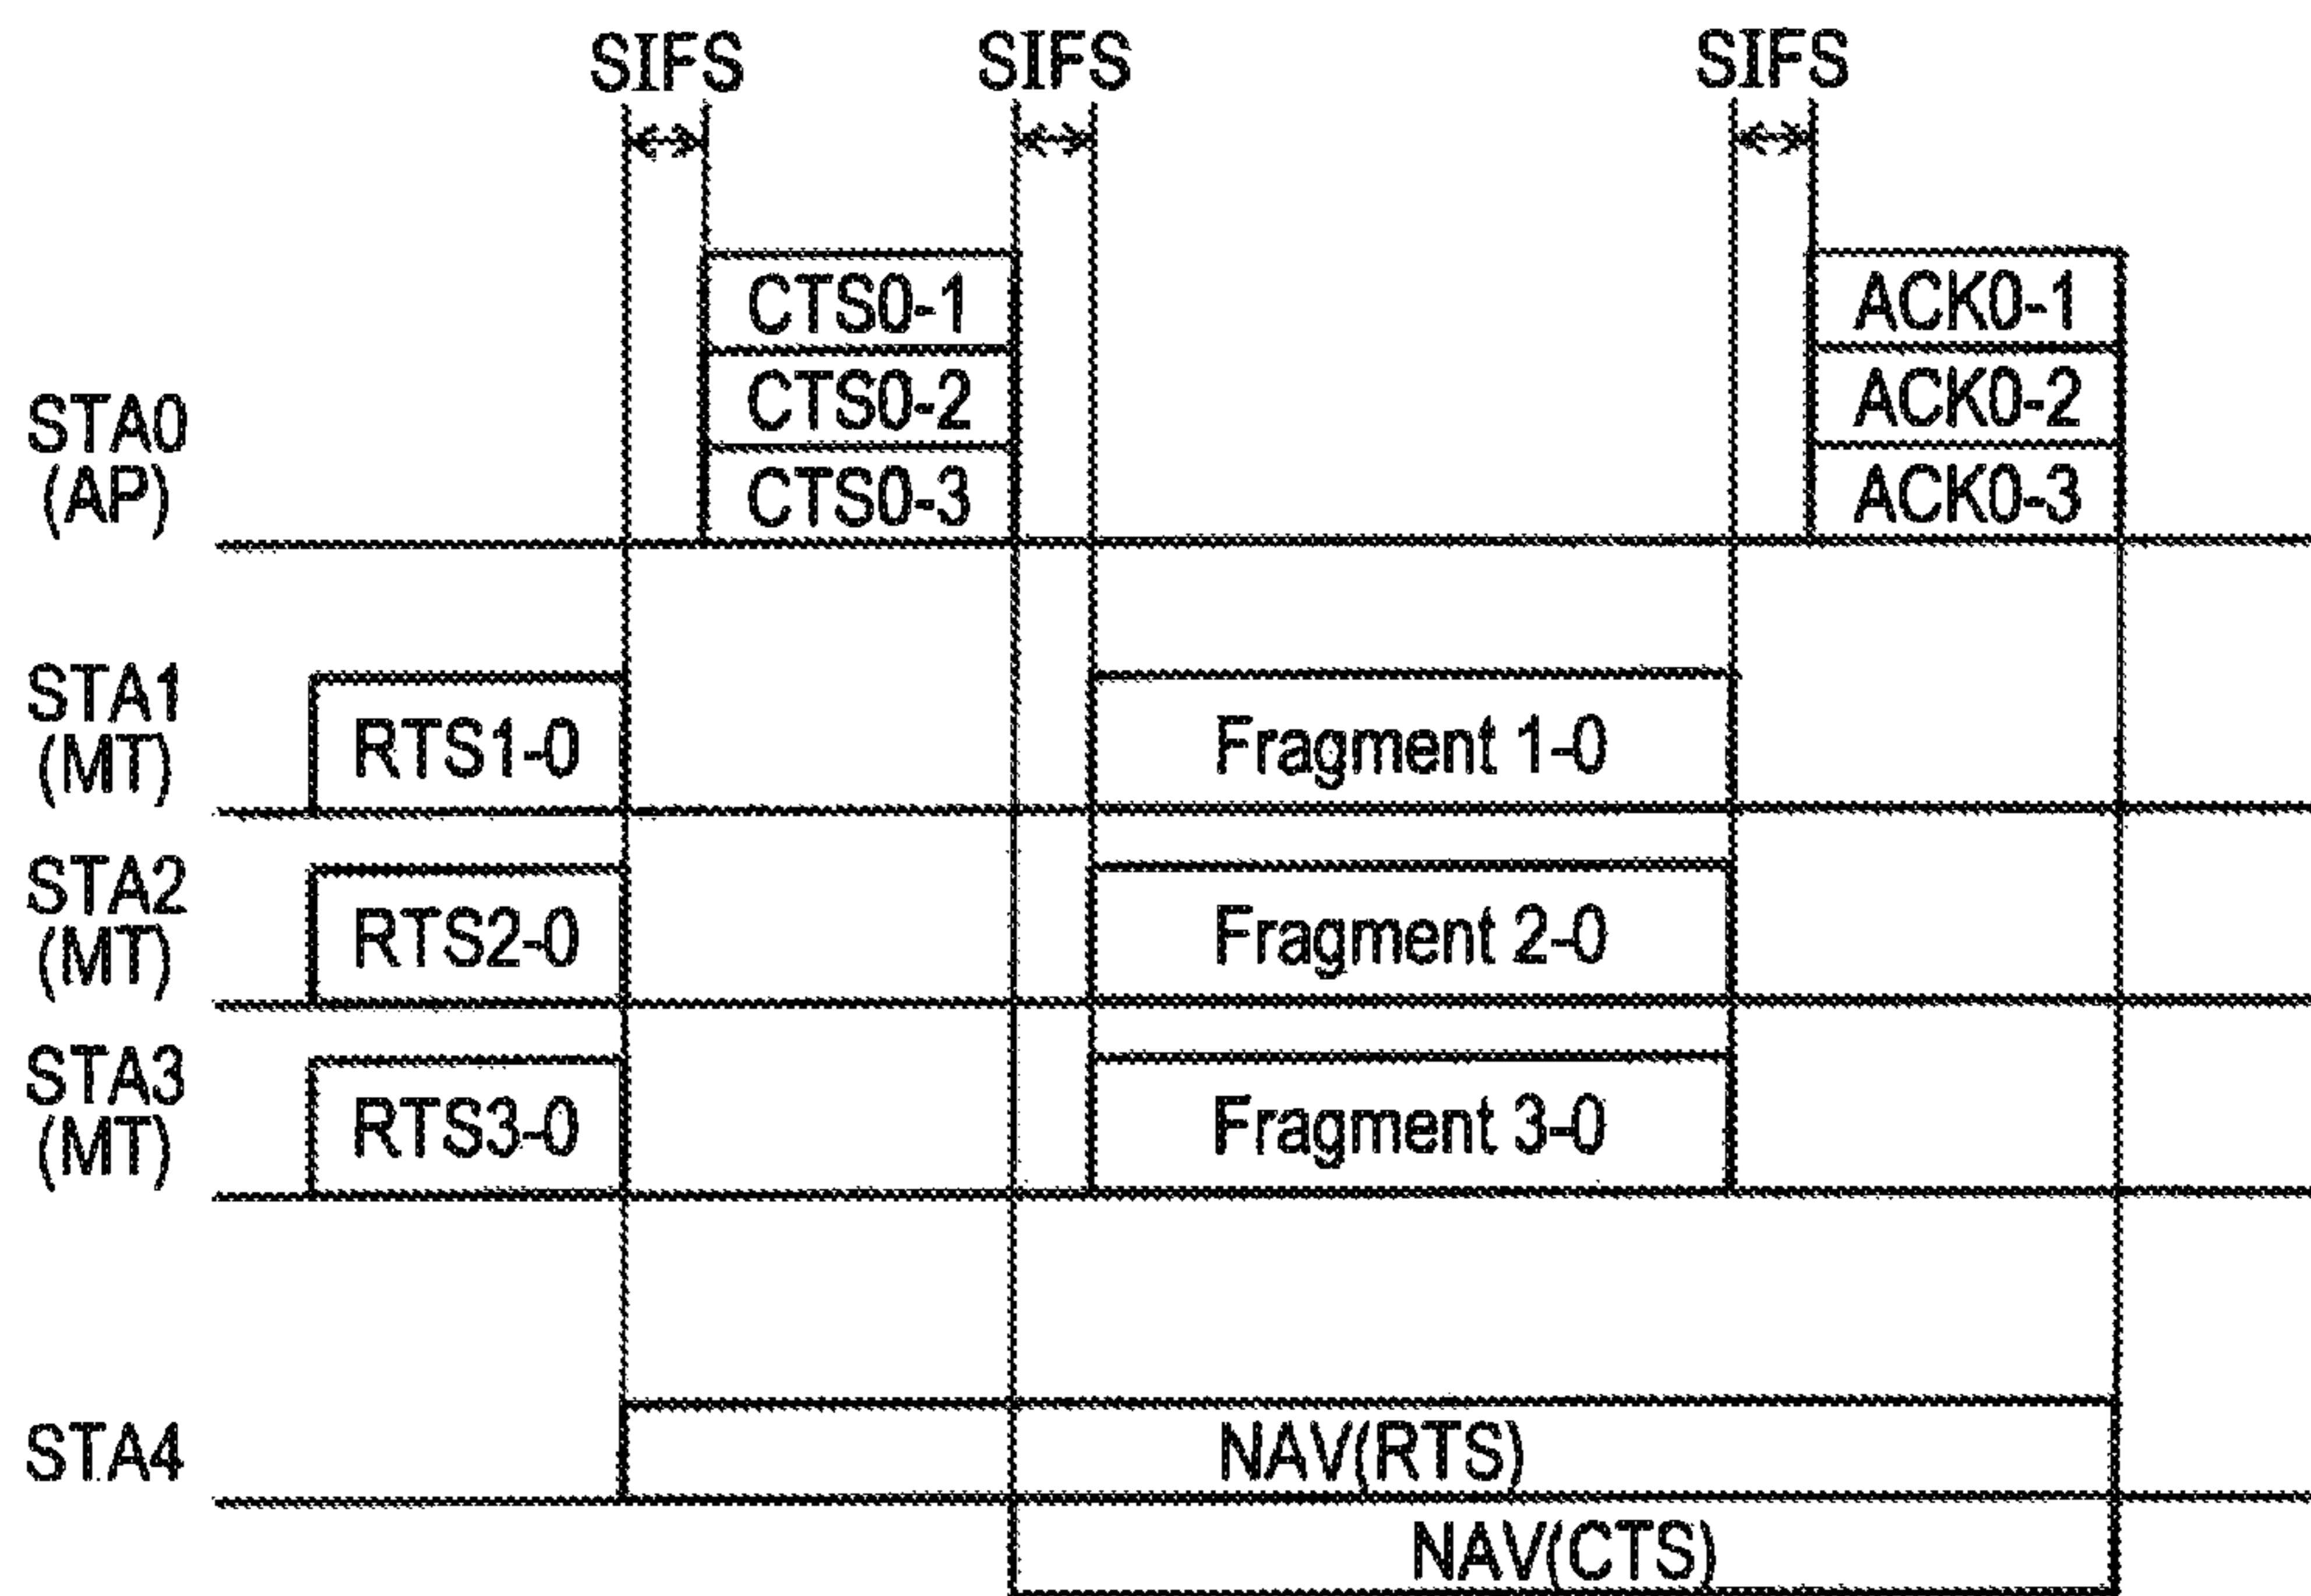 SIFS SIFS SIFS
CTS0-1 ACK0-1
CTS0-2 ACK0-2
STA0
(AP)
CTS0-3 ACK0-3
STA1
(MT)
RTS1-0 Fragment 1-0
STA2
(MT)
RTS2-0 Fragment 2-0
STA3
(MT)
RTS3-0 Fragment 3-0
STA4 NAV(RTS)
NAV(CTS)